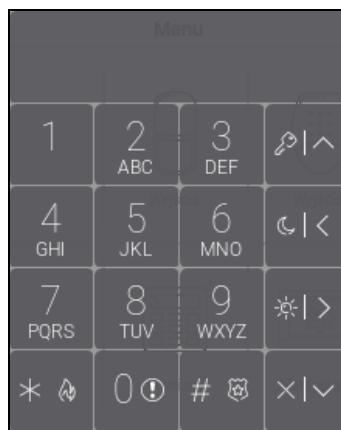 Menu
1 2 3
ABC DEF
4 5 6
GHI JKL MNO
7 8 9
PQRS TUV WXYZ
* 0 #